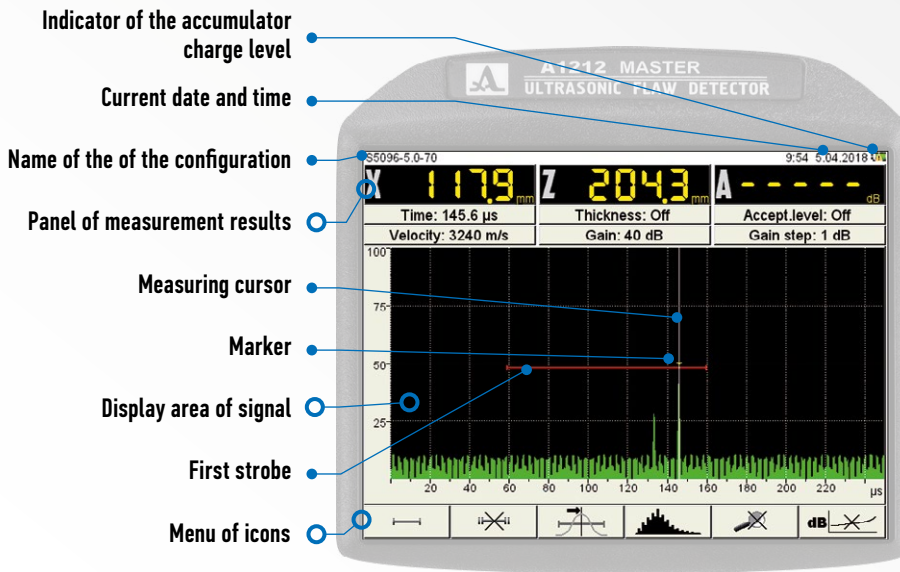 Indicator of the accumulator
charge level
Current date and time
Name of the of the configuration
Panel of measurement results
Measuring cursor
Marker
Display area of signal
First strobe
Menu of icons
A1212 MASTER
ULTRASONIC FLAW DETECTOR
S5096-5.0-70 9:54 5.04.2018
X 117.9 mm Z 204.3 mm A - - - - - dB
Time: 145.6 µs Thickness: Off Accept.level: Off
Velocity: 3240 m/s Gain: 40 dB Gain step: 1 dB
100
75
50
25
20 40 60 80 100 120 140 160 180 200 220 µs
dB